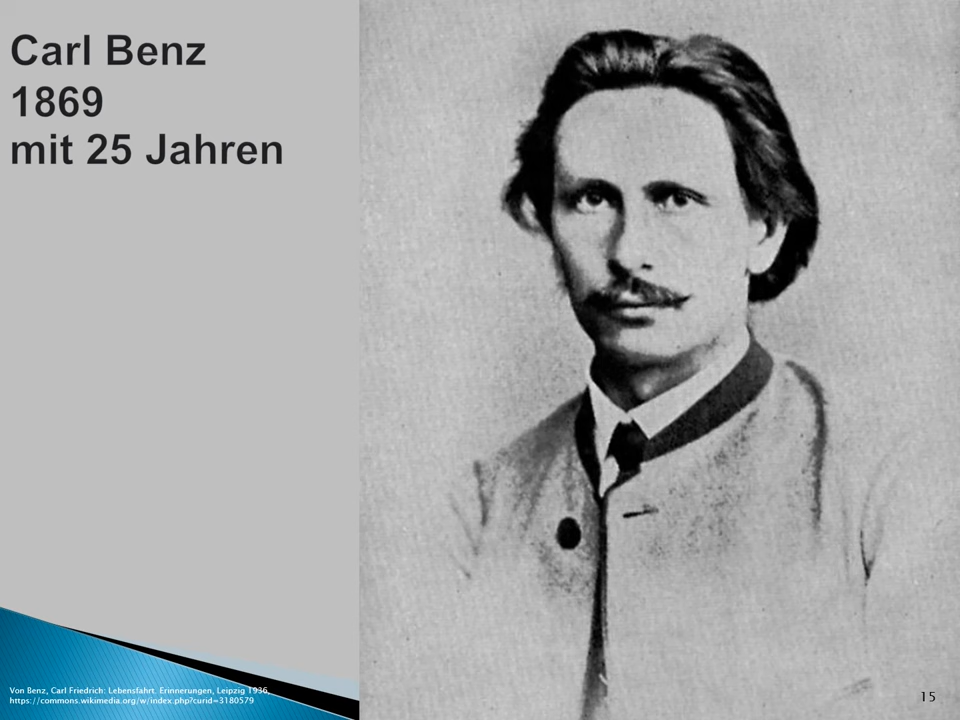 Carl Benz
1869
mit 25 Jahren
Von Benz, Carl Friedrich: Lebensfahrt. Erinnerungen, Leipzig 1936,
https://commons.wikimedia.org/w/index.php?curid=3180579
15